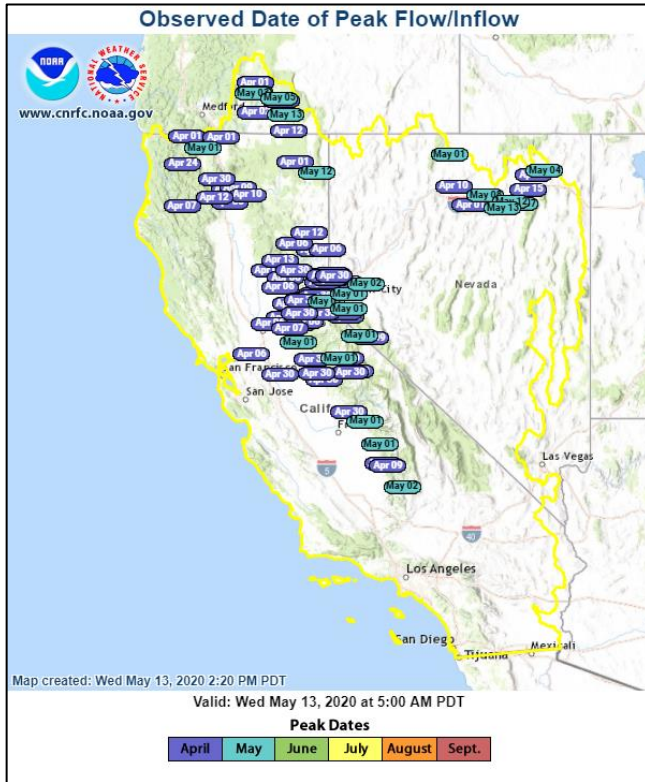 Observed Date of Peak Flow/Inflow
NOAA
NATIONAL WEATHER SERVICE
www.cnrfc.noaa.gov
Medford
Apr 01
May 05
May 13
Apr 12
Apr 01
Apr 01
May 01
Apr 24
Apr 01
May 12
Apr 30
Apr 12
Apr 10
Apr 07
May 01
May 04
Apr 10
Apr 15
May 13
Apr 12
Apr 06
Apr 06
Apr 13
Apr 30
Apr 30
Apr 06
May 02
City
Nevada
May 01
May
May 01
Apr 30
Apr 07
May 01
May 01
Apr 06
May 01
San Francisco
Apr 30
Apr 30
Apr 30
San Jose
Apr 30
May 01
May 01
5
Apr 09
May 02
Las Vegas
40
Los Angeles
San Diego
Tijuana
Mexicali
Map created: Wed May 13, 2020 2:20 PM PDT
Valid: Wed May 13, 2020 at 5:00 AM PDT
Peak Dates
April May June July August Sept.